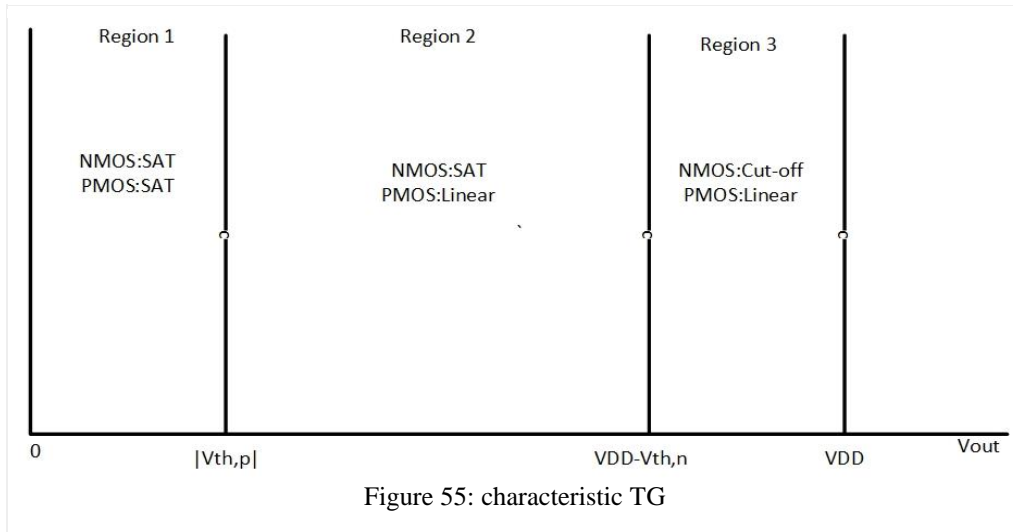 Region 1
Region 2
Region 3
NMOS:SAT
PMOS:SAT
NMOS:SAT
PMOS:Linear
NMOS:Cut-off
PMOS:Linear
c
c
c
0
|Vth,p|
VDD-Vth,n
VDD
Vout
Figure 55: characteristic TG